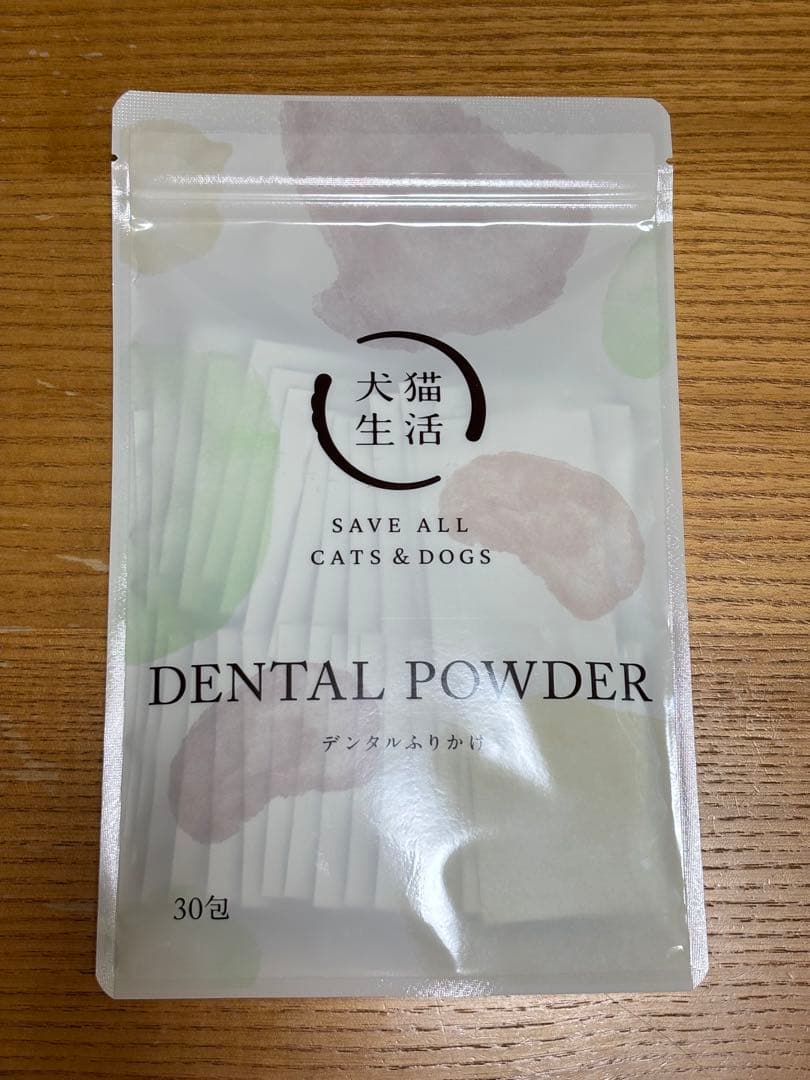 犬猫
生活
SAVE ALL
CATS & DOGS
DENTAL POWDER
デンタルふりかけ
30包